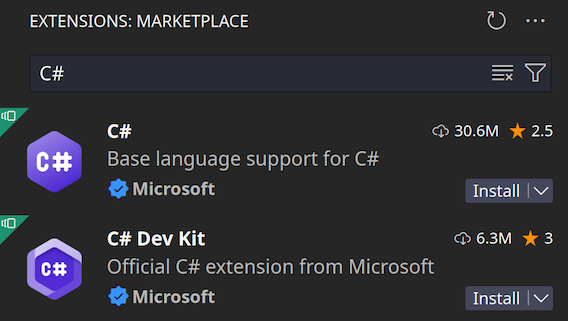 EXTENSIONS: MARKETPLACE
C#
C# 30.6M 2.5
C# Base language support for C#
Microsoft Install
C# Dev Kit 6.3M 3
C# Official C# extension from Microsoft
Microsoft Install